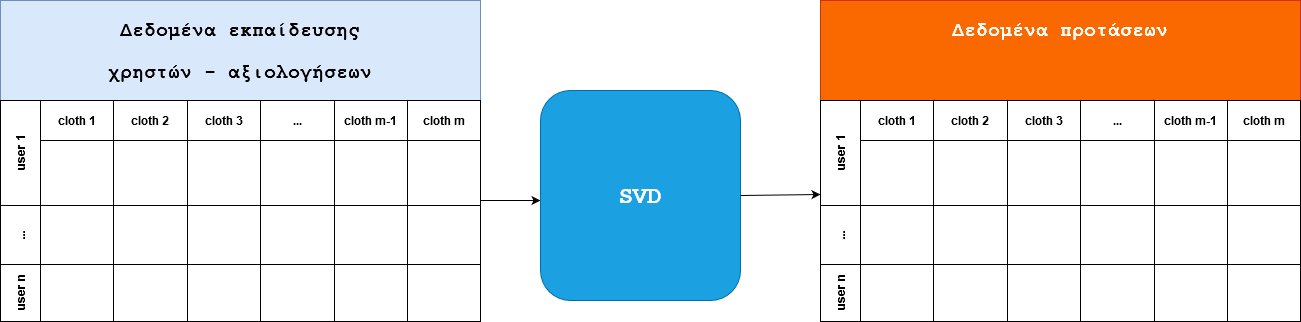 Δεδομένα εκπαίδευσης
χρηστών - αξιολογήσεων
cloth 1 cloth 2 cloth 3 ... cloth m-1 cloth m
user 1
...
user n
SVD
Δεδομένα προτάσεων
cloth 1 cloth 2 cloth 3 ... cloth m-1 cloth m
user 1
...
user n